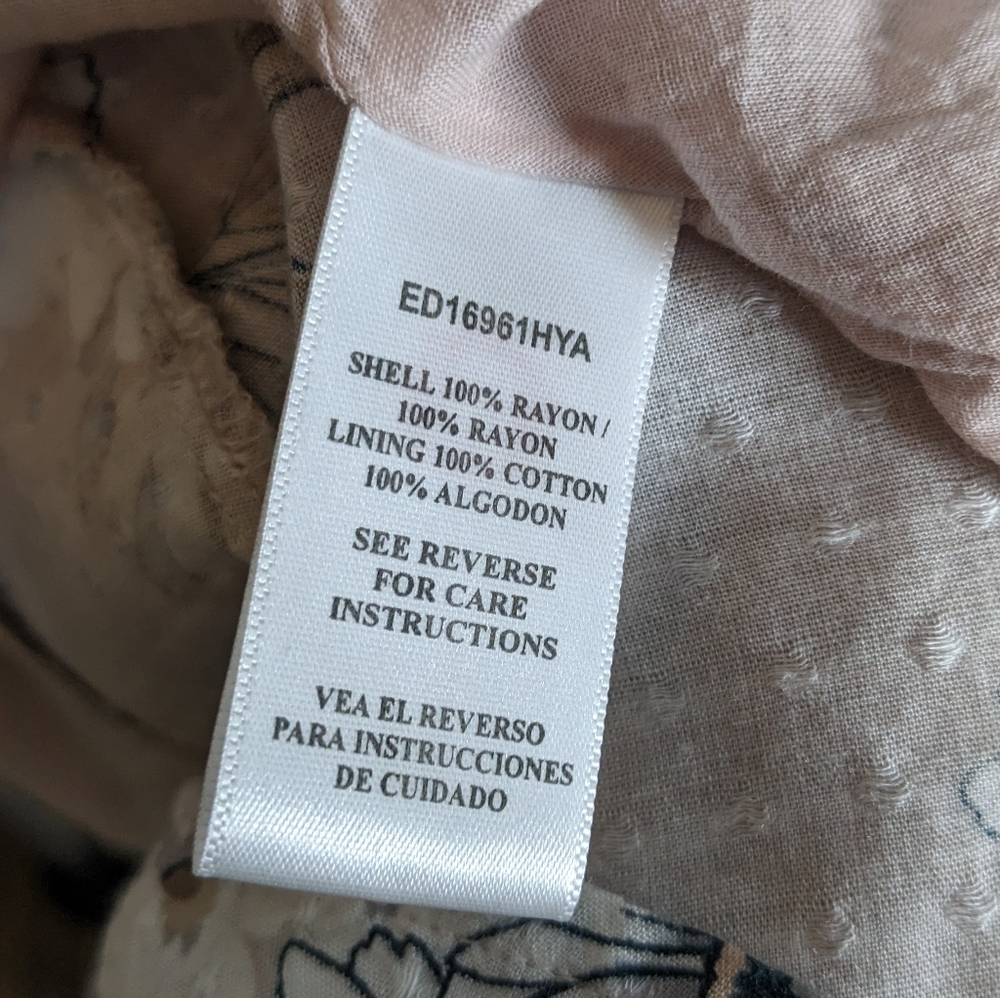 ED16961HYA
SHELL 100% RAYON /
100% RAYON
LINING 100% COTTON
100% ALGODON
SEE REVERSE
FOR CARE
INSTRUCTIONS
VEA EL REVERSO
PARA INSTRUCCIONES
DE CUIDADO